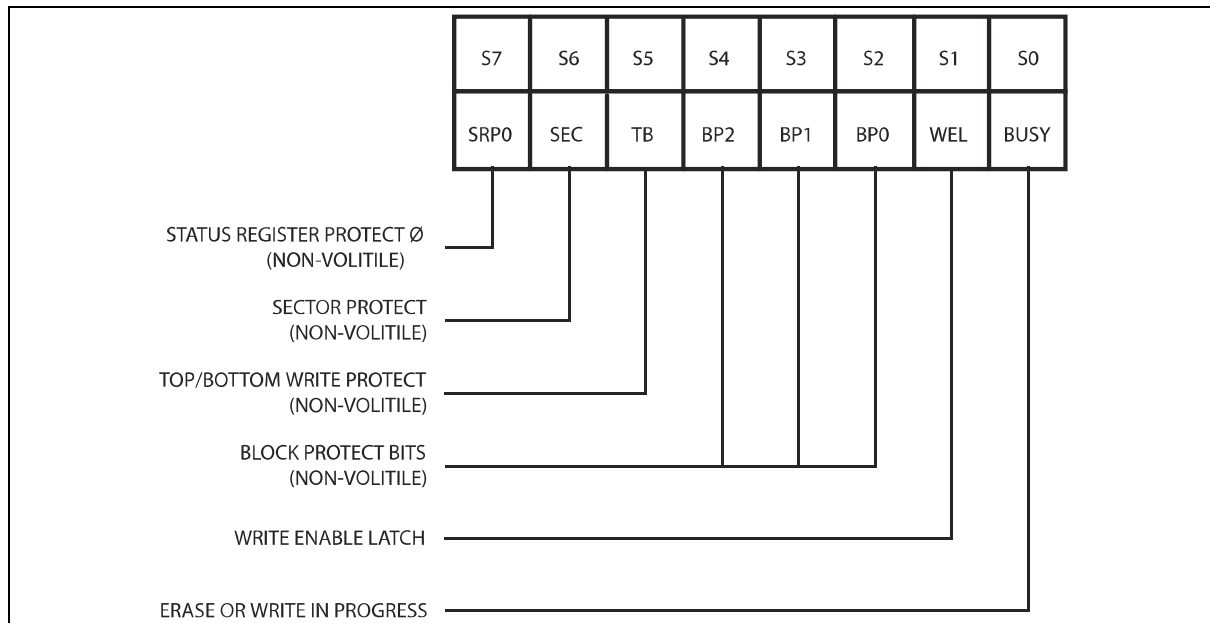 S7 S6 S5 S4 S3 S2 S1 S0
SRP0 SEC TB BP2 BP1 BP0 WEL BUSY
STATUS REGISTER PROTECT Ø
(NON-VOLITILE)
SECTOR PROTECT
(NON-VOLITILE)
TOP/BOTTOM WRITE PROTECT
(NON-VOLITILE)
BLOCK PROTECT BITS
(NON-VOLITILE)
WRITE ENABLE LATCH
ERASE OR WRITE IN PROGRESS